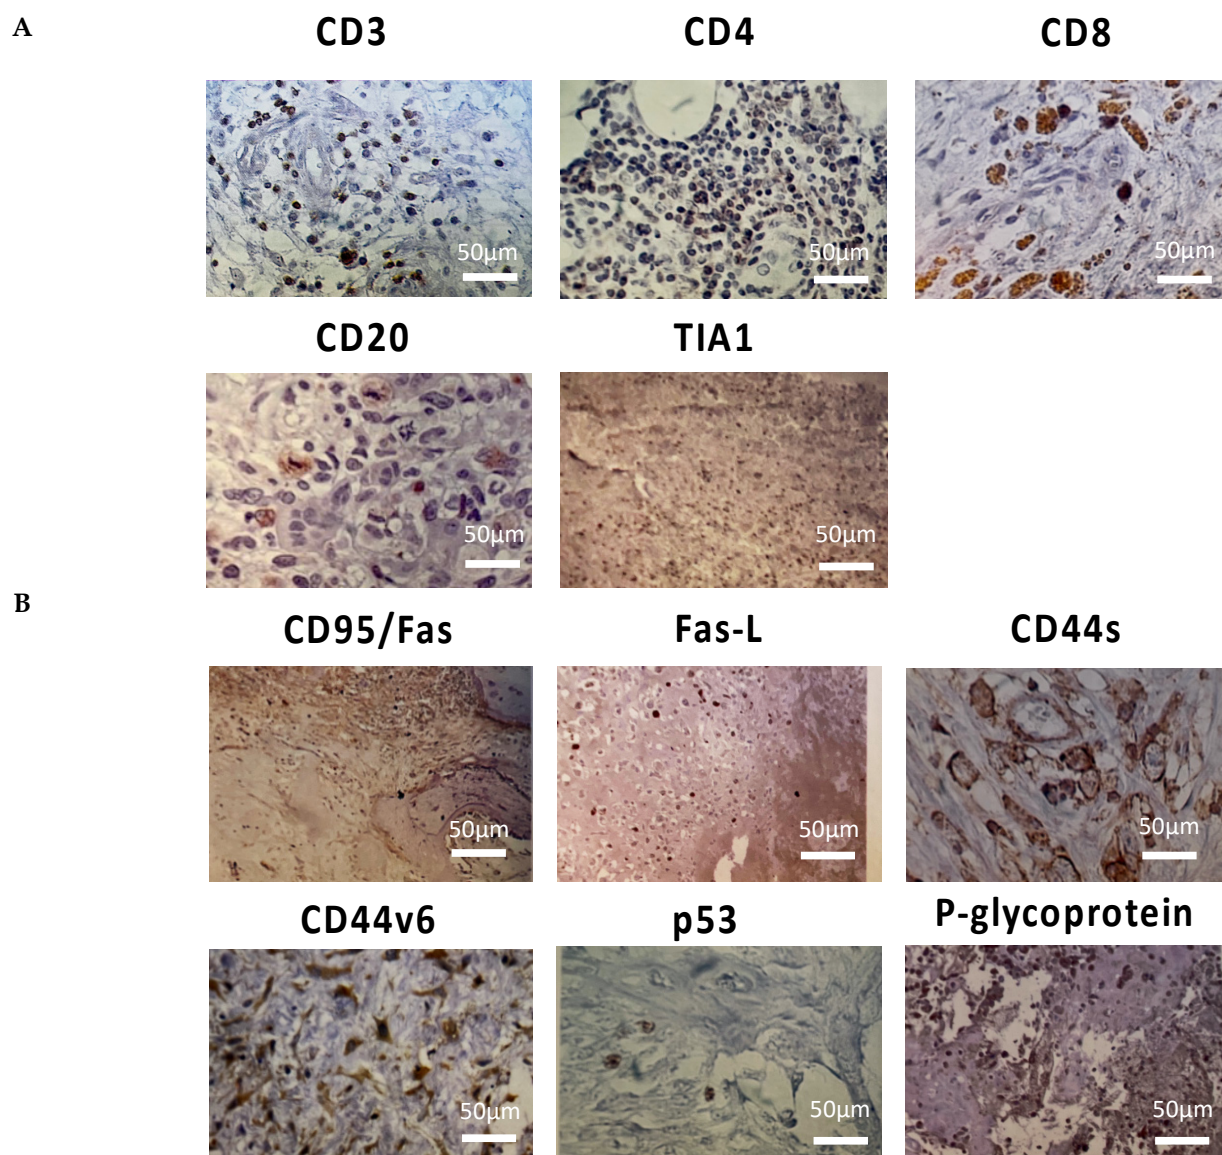 A
CD3 CD4 CD8
50μm 50μm 50μm
CD20 TIA1
50μm 50μm
B
CD95/Fas Fas-L CD44s
50μm 50μm 50μm
CD44v6 p53 P-glycoprotein
50μm 50μm 50μm